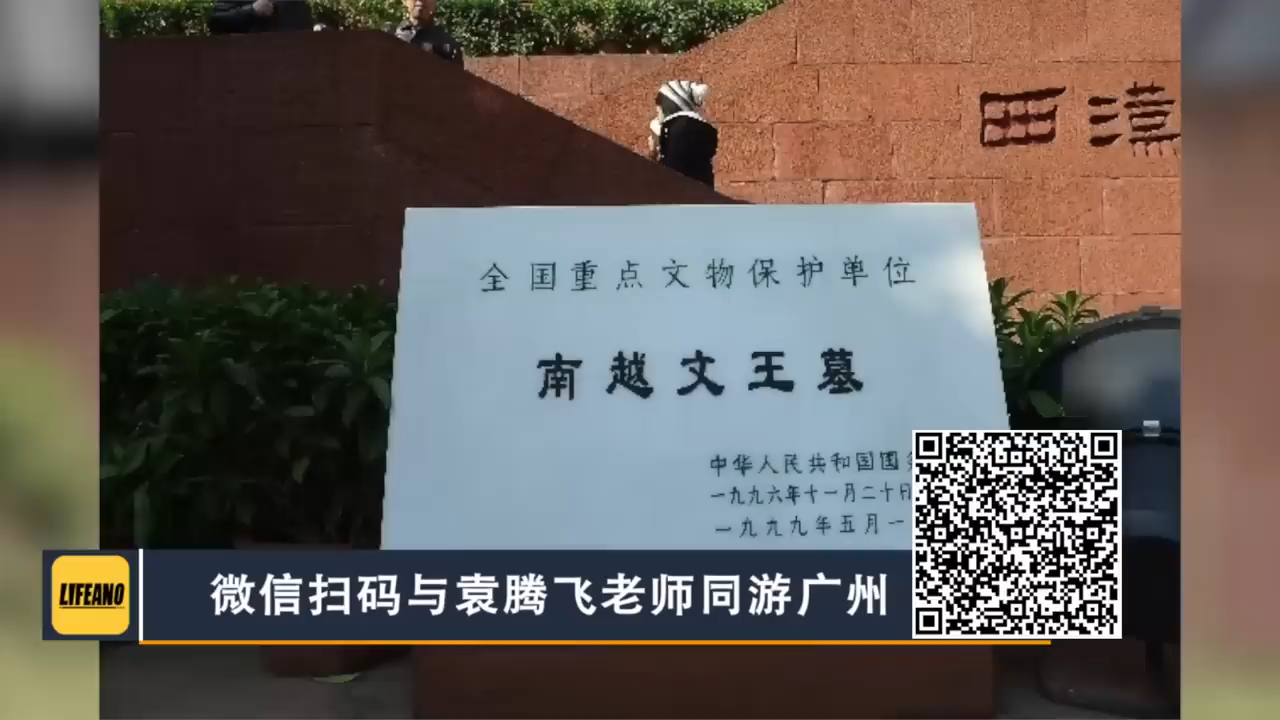 西漢
全国重点文物保护单位
南越文王墓
中华人民共和国国
一九九六年十一月二十日
一九九九年五月一
LIFEANO
微信扫码与袁腾飞老师同游广州